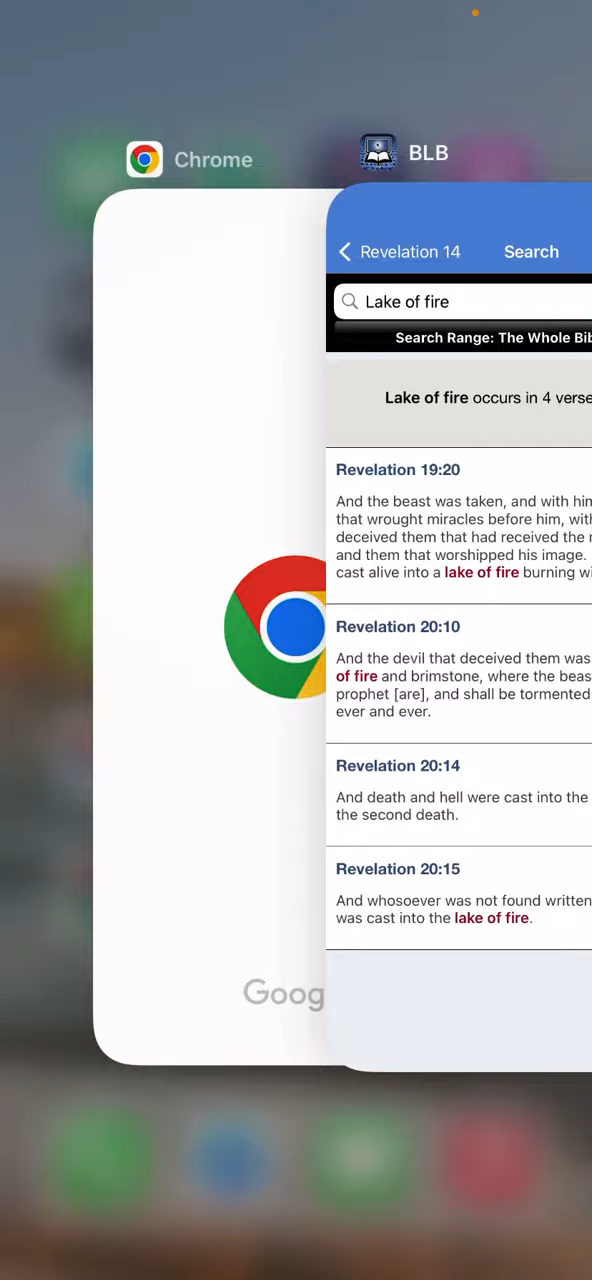 Chrome
BLB
Revelation 14
Search
Lake of fire
Search Range: The Whole Bib
Lake of fire occurs in 4 verse
Revelation 19:20
And the beast was taken, and with him
that wrought miracles before him, with
deceived them that had received the
and them that worshipped his image.
cast alive into a lake of fire burning wi
Revelation 20:10
And the devil that deceived them was
of fire and brimstone, where the beas
prophet [are], and shall be tormented
ever and ever.
Revelation 20:14
And death and hell were cast into the
the second death.
Revelation 20:15
And whosoever was not found written
was cast into the lake of fire.
Goog